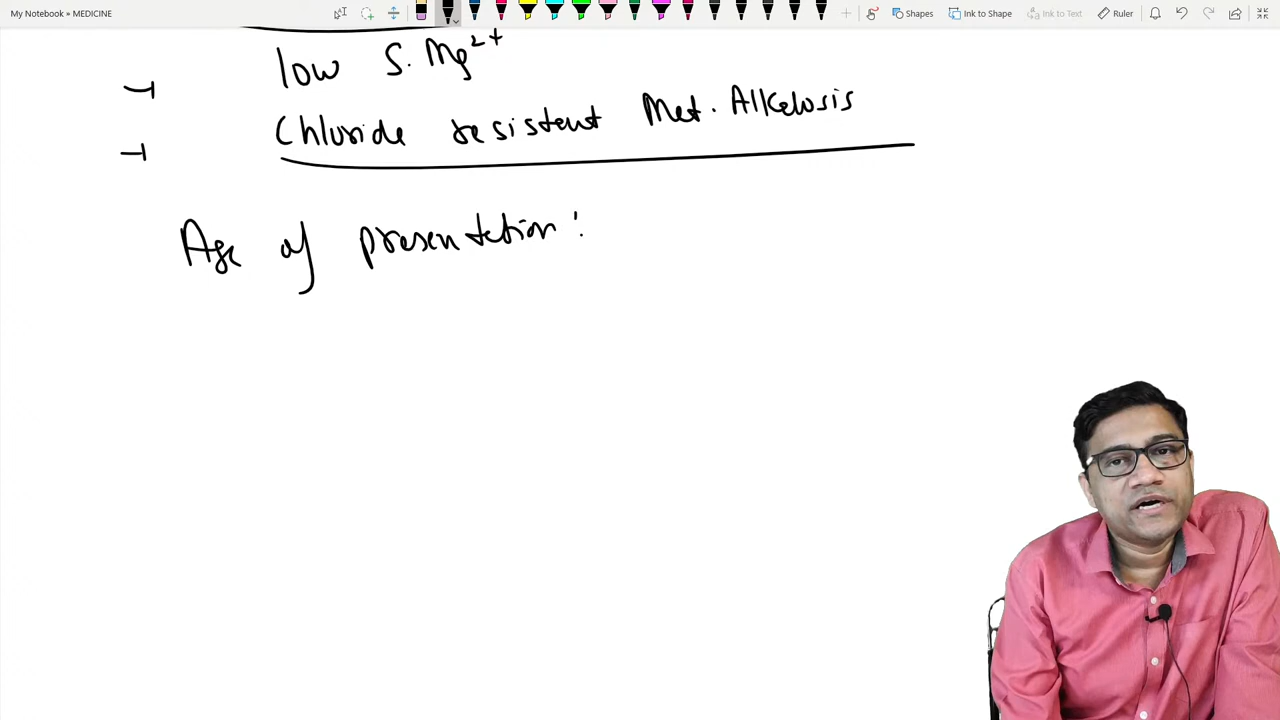 My Notebook » MEDICINE
Shapes Ink to Shape Ink to Text Ruler
low S. Mg²⁺
Chloride resistent Met. Alkalosis
Age of presentation: